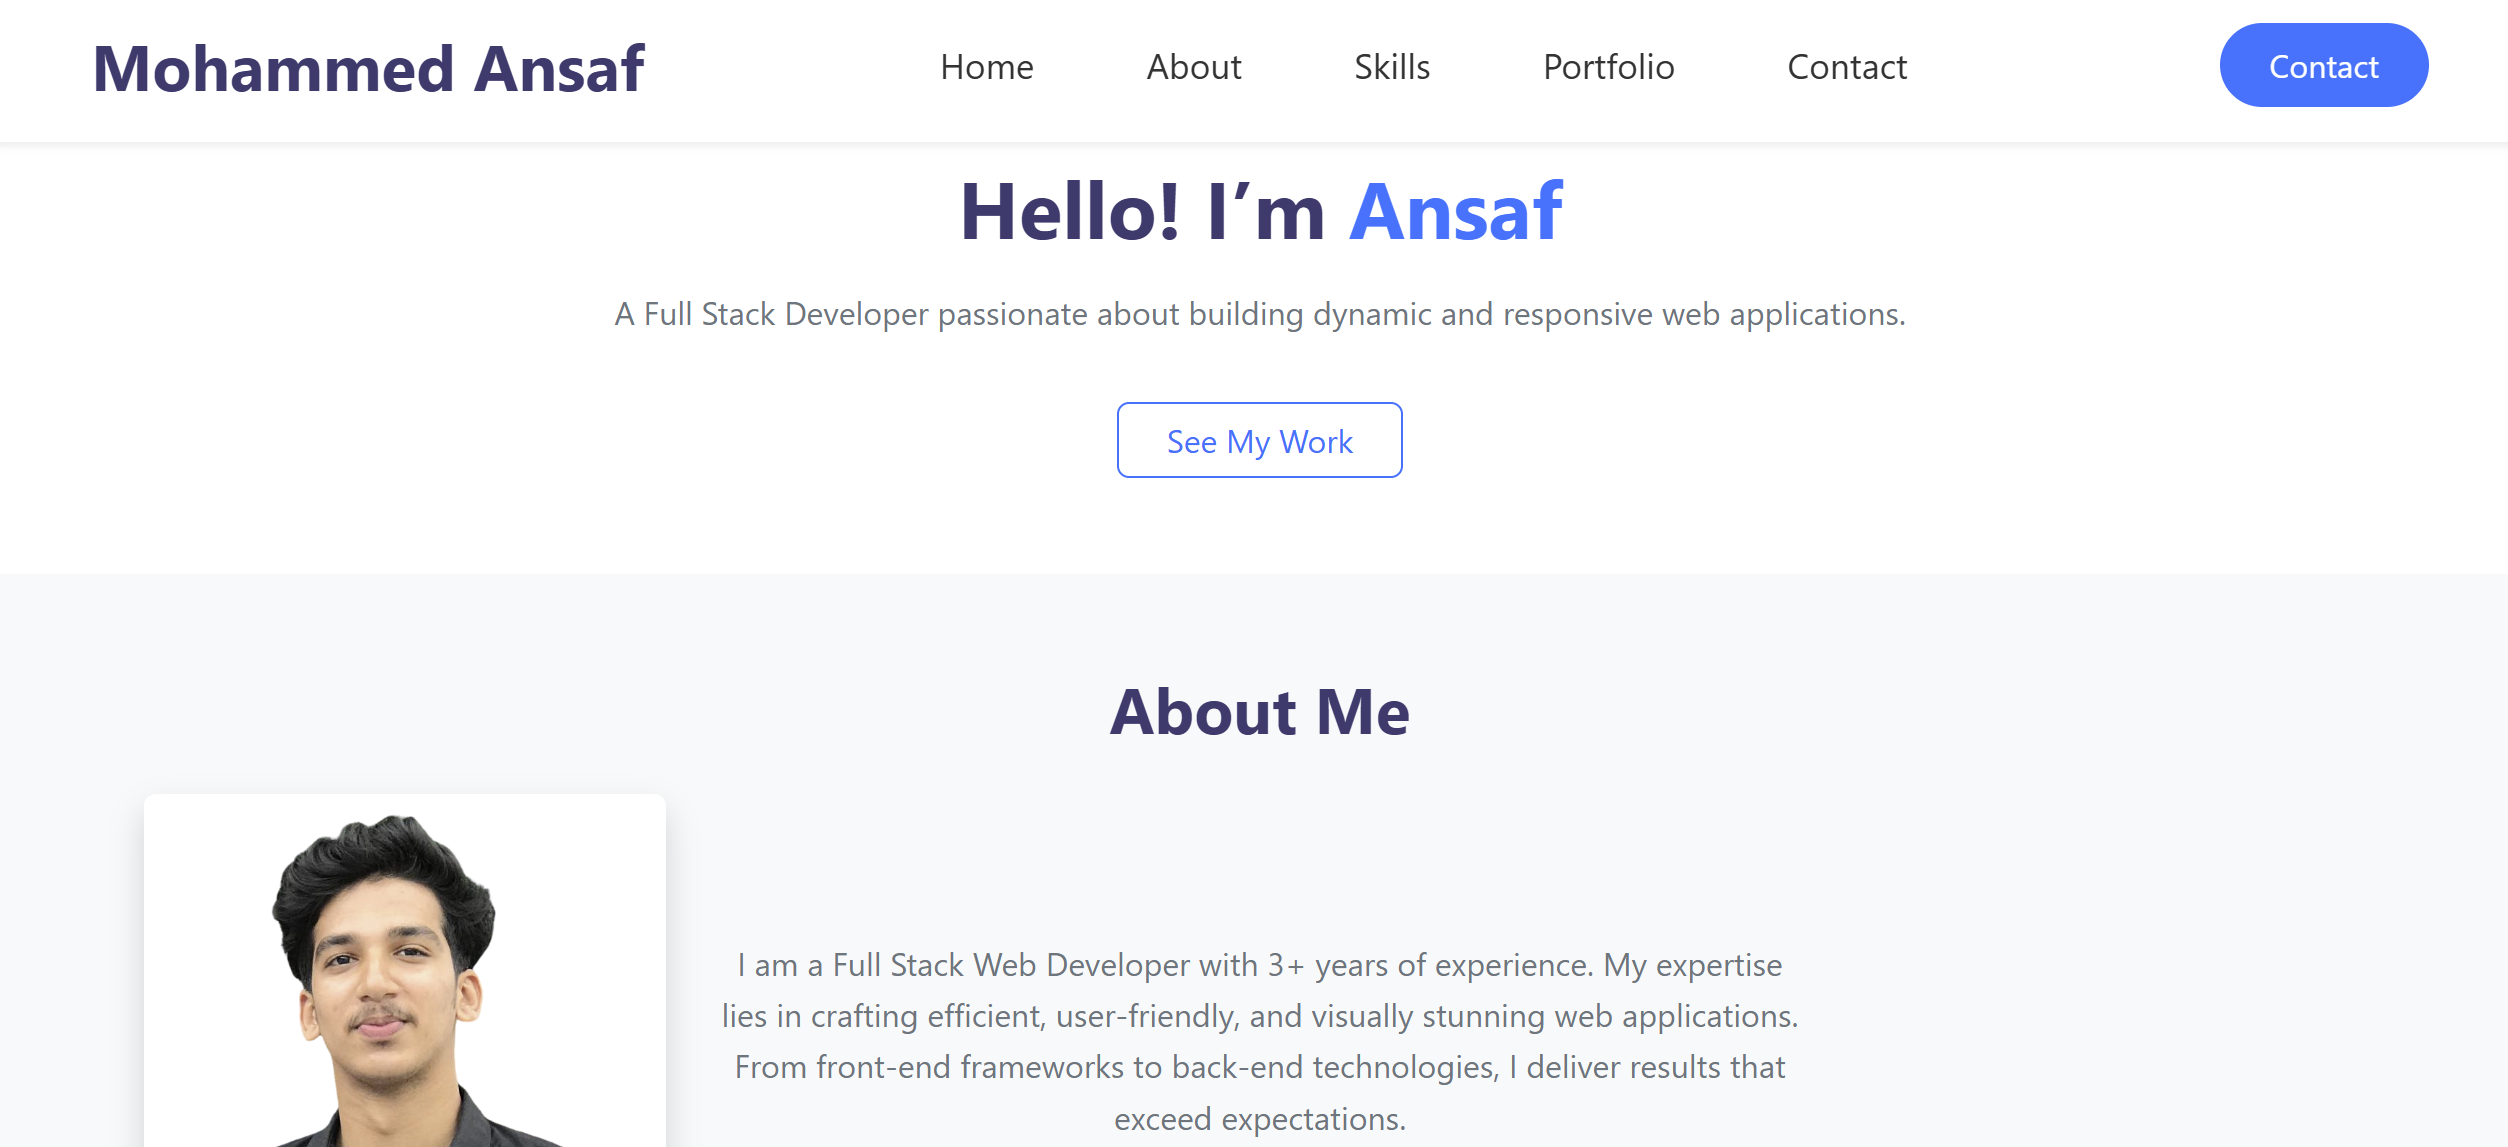 Mohammed Ansaf
Home About Skills Portfolio Contact
Contact
Hello! I’m Ansaf
A Full Stack Developer passionate about building dynamic and responsive web applications.
See My Work
About Me
I am a Full Stack Web Developer with 3+ years of experience. My expertise
lies in crafting efficient, user-friendly, and visually stunning web applications.
From front-end frameworks to back-end technologies, I deliver results that
exceed expectations.